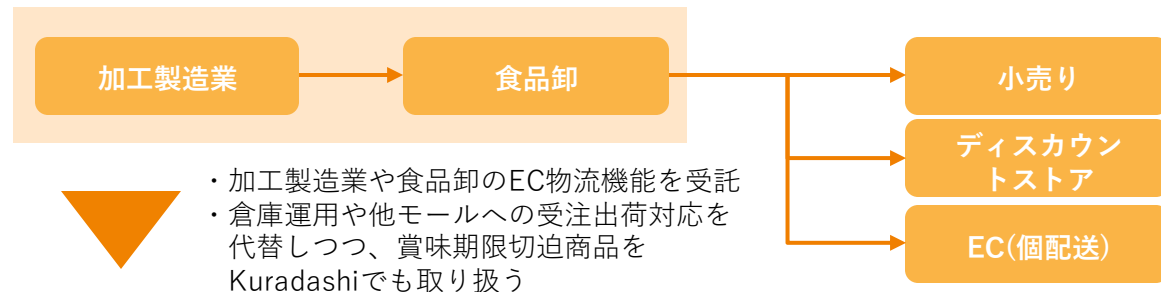 加工製造業
食品卸
小売り
ディスカウン
トストア
EC(個配送)
・加工製造業や食品卸のEC物流機能を受託
・倉庫運用や他モールへの受注出荷対応を
代替しつつ、賞味期限切迫商品を
Kuradashiでも取り扱う